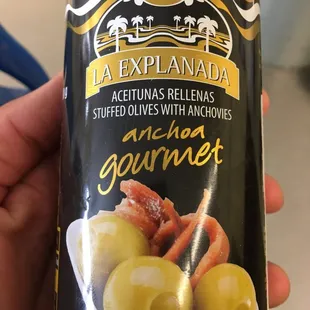 LA EXPLANADA
ACEITUNAS RELLENAS
STUFFED OLIVES WITH ANCHOVIES
anchoa
gourmet